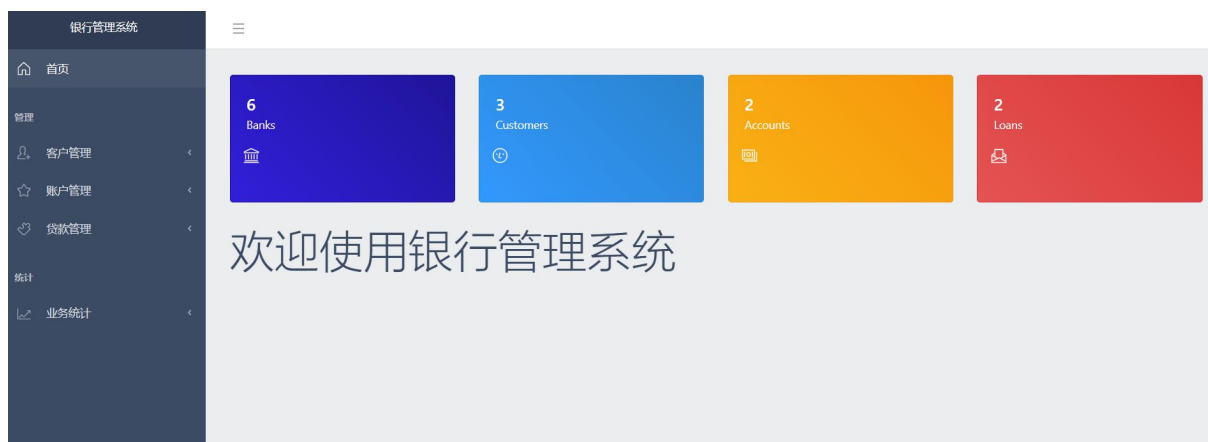 银行管理系统
首页
管理
客户管理
账户管理
贷款管理
统计
业务统计
6
Banks
3
Customers
2
Accounts
2
Loans
欢迎使用银行管理系统